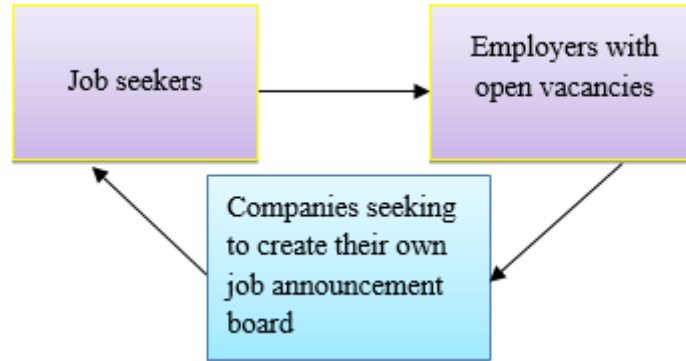 Job seekers
Employers with
open vacancies
Companies seeking
to create their own
job announcement
board